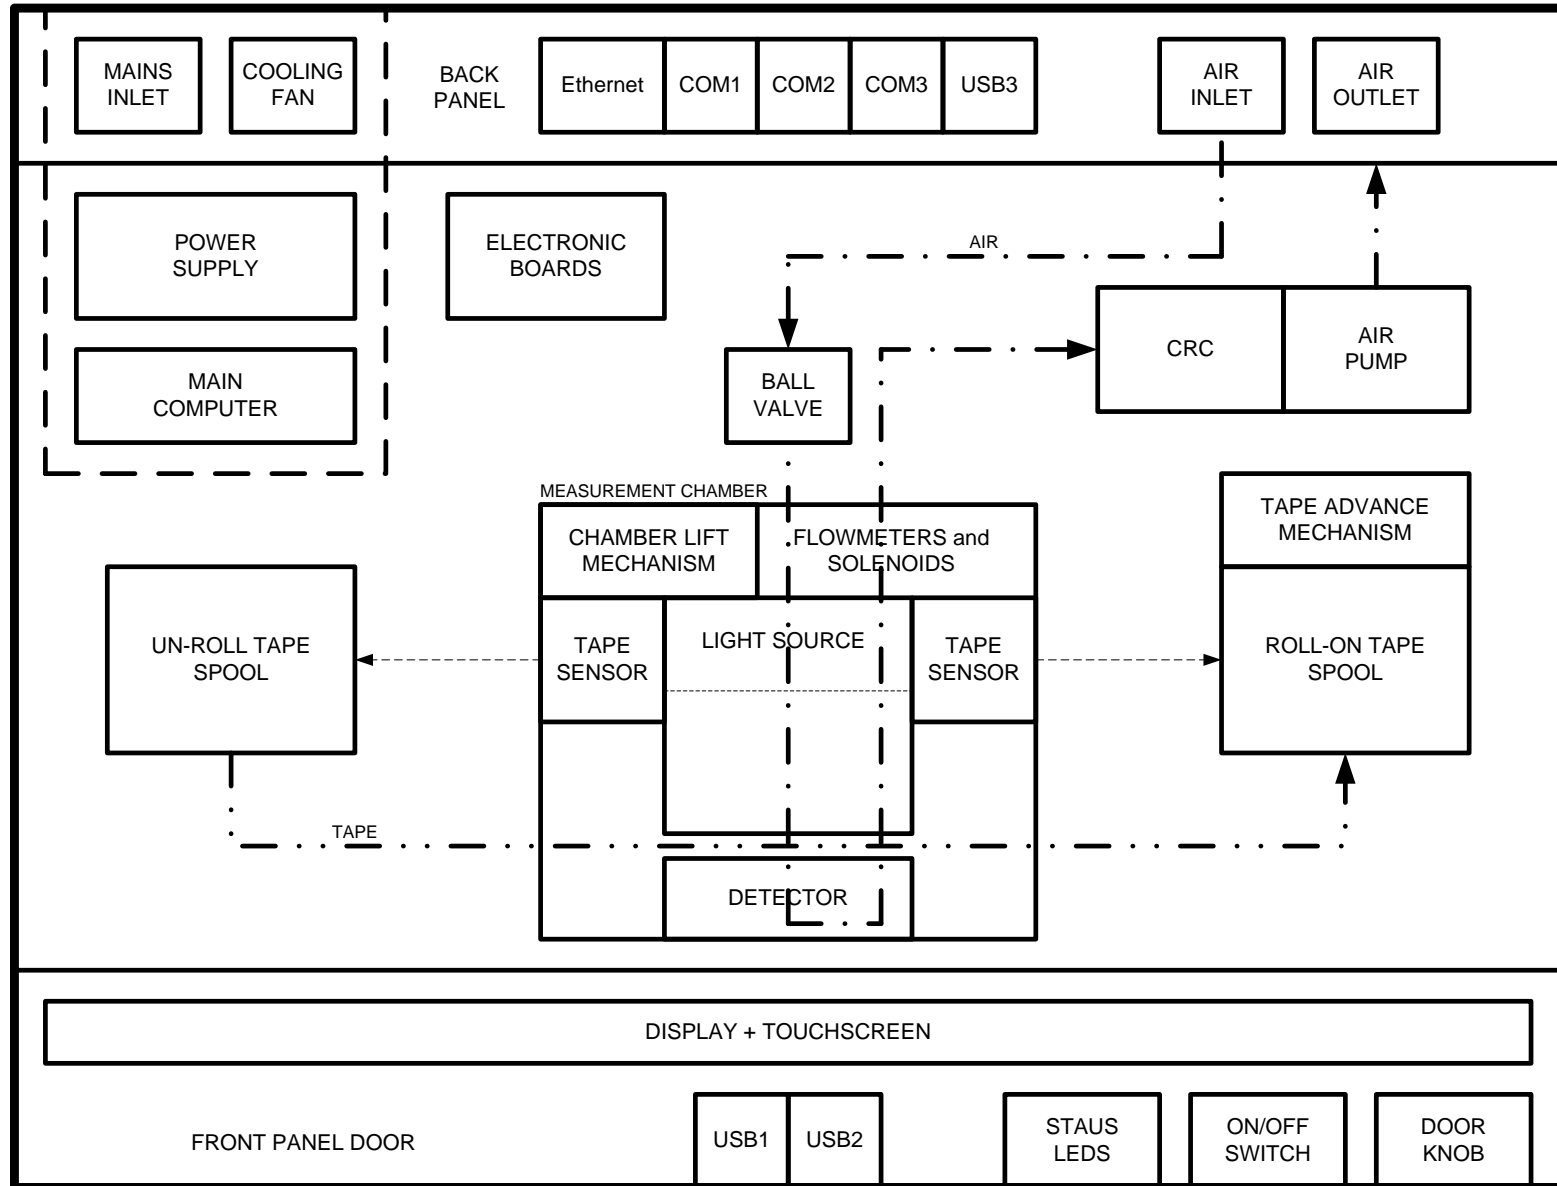 MAINS
INLET
COOLING
FAN
BACK
PANEL
Ethernet
COM1
COM2
COM3
USB3
AIR
INLET
AIR
OUTLET
POWER
SUPPLY
ELECTRONIC
BOARDS
AIR
MAIN
COMPUTER
BALL
VALVE
CRC
AIR
PUMP
MEASUREMENT CHAMBER
CHAMBER LIFT
MECHANISM
FLOWMETERS and
SOLENOIDS
TAPE ADVANCE
MECHANISM
UN-ROLL TAPE
SPOOL
TAPE
SENSOR
LIGHT SOURCE
TAPE
SENSOR
ROLL-ON TAPE
SPOOL
TAPE
DETECTOR
DISPLAY + TOUCHSCREEN
FRONT PANEL DOOR
USB1
USB2
STAUS
LEDS
ON/OFF
SWITCH
DOOR
KNOB